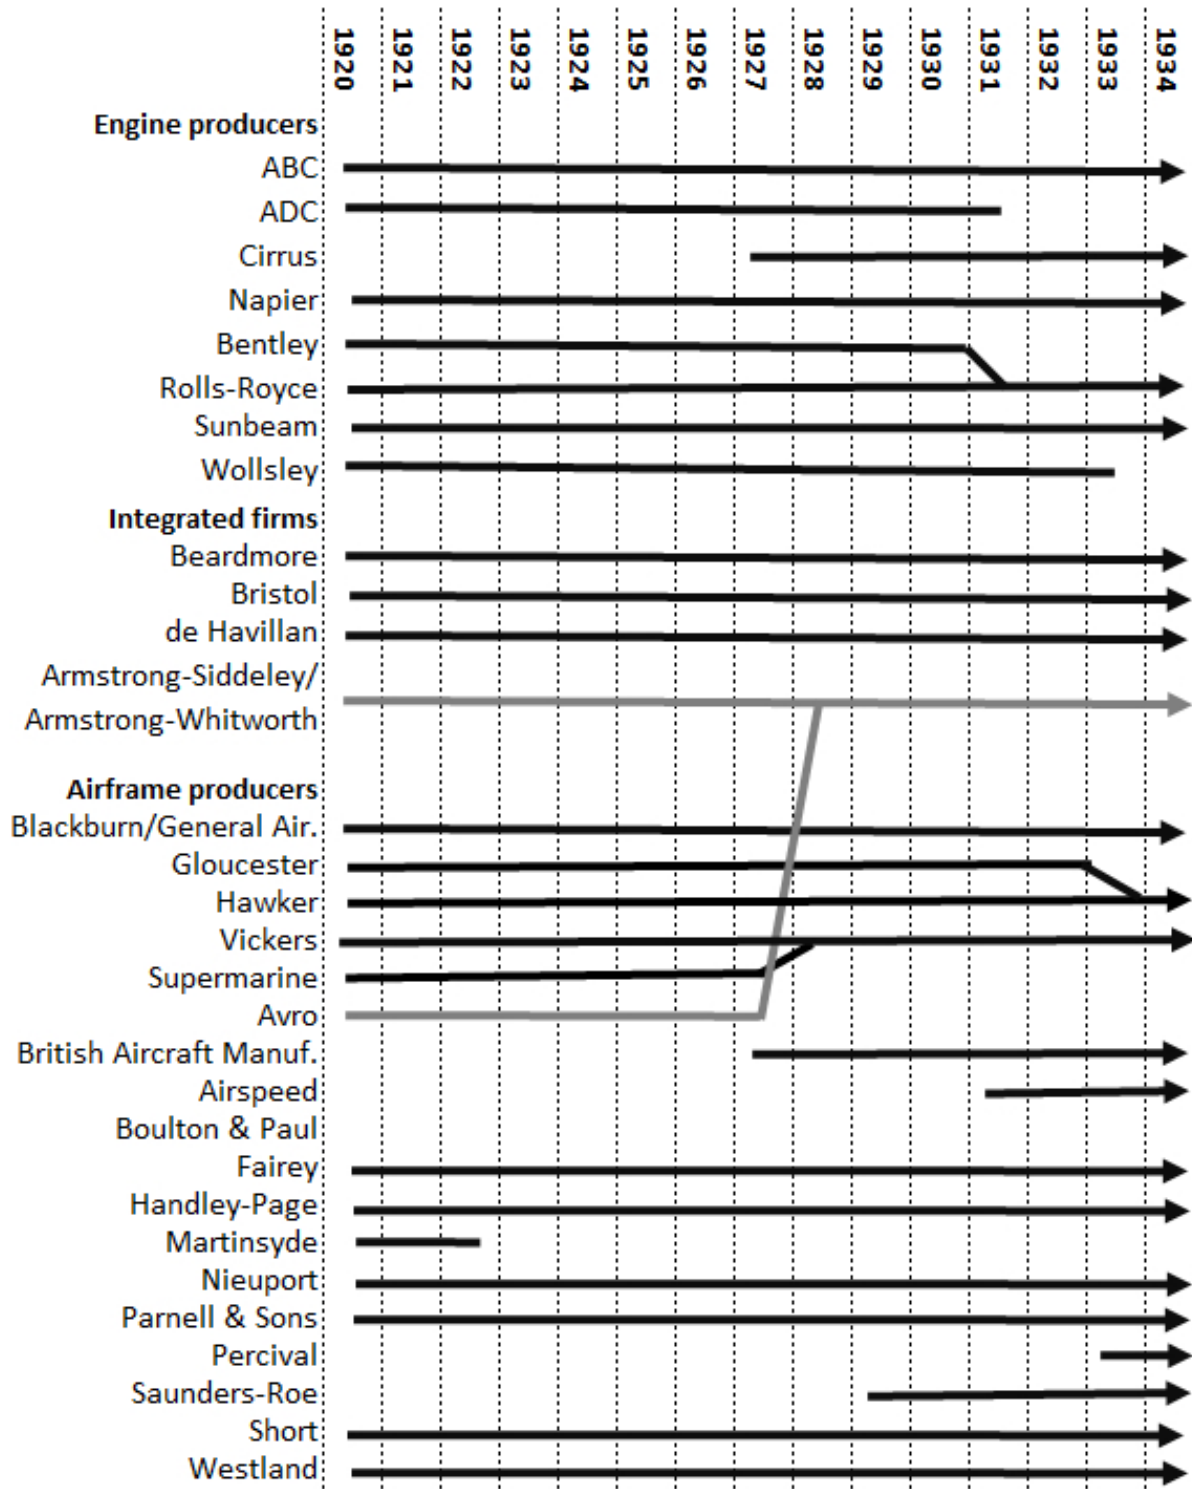 1920 1921 1922 1923 1924 1925 1926 1927 1928 1929 1930 1931 1932 1933 1934
Engine producers
ABC
ADC
Cirrus
Napier
Bentley
Rolls-Royce
Sunbeam
Wollsley
Integrated firms
Beardmore
Bristol
de Havillan
Armstrong-Siddeley/
Armstrong-Whitworth
Airframe producers
Blackburn/General Air.
Gloucester
Hawker
Vickers
Supermarine
Avro
British Aircraft Manuf.
Airspeed
Boulton & Paul
Fairey
Handley-Page
Martinsyde
Nieuport
Parnell & Sons
Percival
Saunders-Roe
Short
Westland